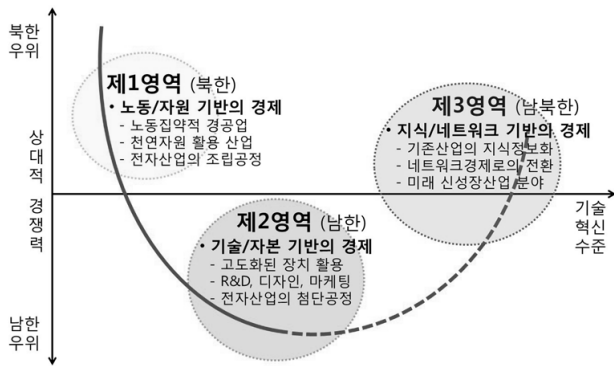 북한
우위
제1영역 (북한)
• 노동/자원 기반의 경제
- 노동집약적 경공업
- 천연자원 활용 산업
- 전자산업의 조립공정
제3영역 (남북한)
• 지식/네트워크 기반의 경제
- 기존산업의 지식정보화
- 네트워크경제로의 전환
- 미래 신성장산업 분야
상
대
적
경
쟁
력
기술
혁신
수준
제2영역 (남한)
• 기술/자본 기반의 경제
- 고도화된 장치 활용
- R&D, 디자인, 마케팅
- 전자산업의 첨단공정
남한
우위